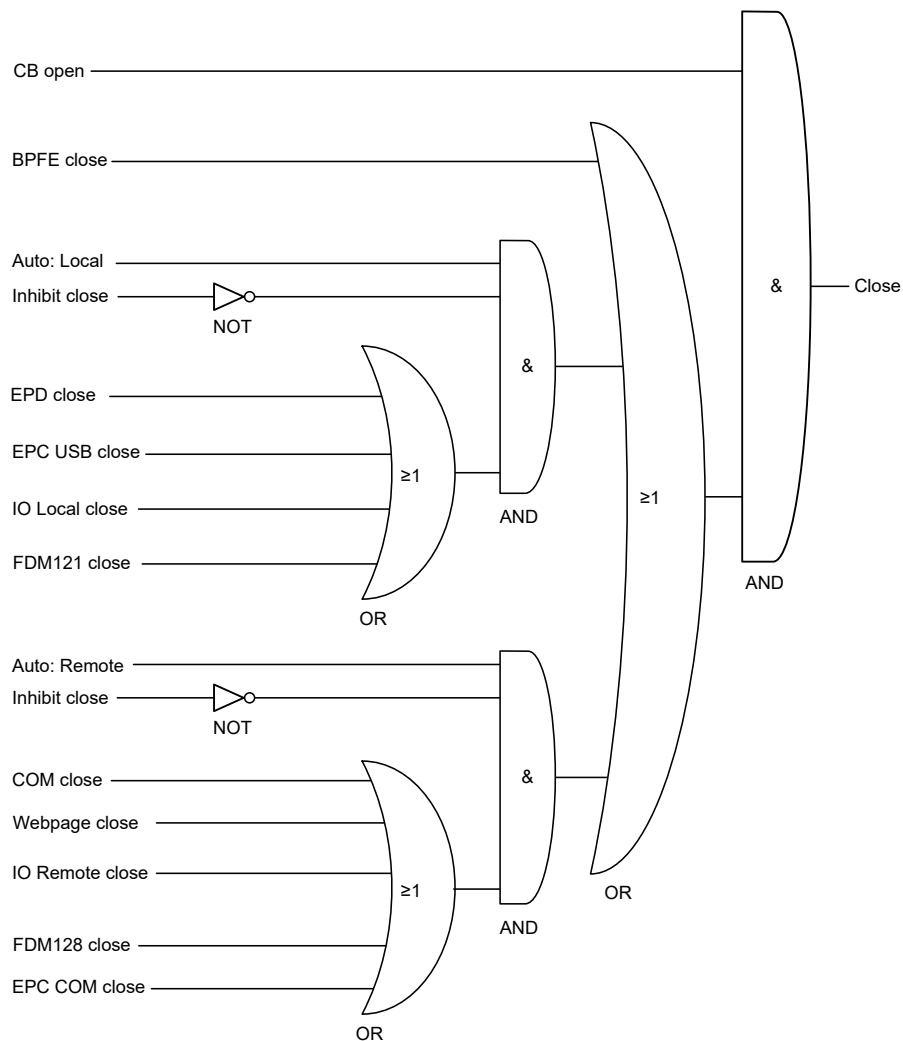 CB open
BPFE close
Auto: Local
Inhibit close
NOT
&
Close
EPD close
&
EPC USB close
≥1
IO Local close
≥1
AND
FDM121 close
AND
OR
Auto: Remote
Inhibit close
NOT
COM close
&
Webpage close
IO Remote close
≥1
OR
AND
FDM128 close
EPC COM close
OR